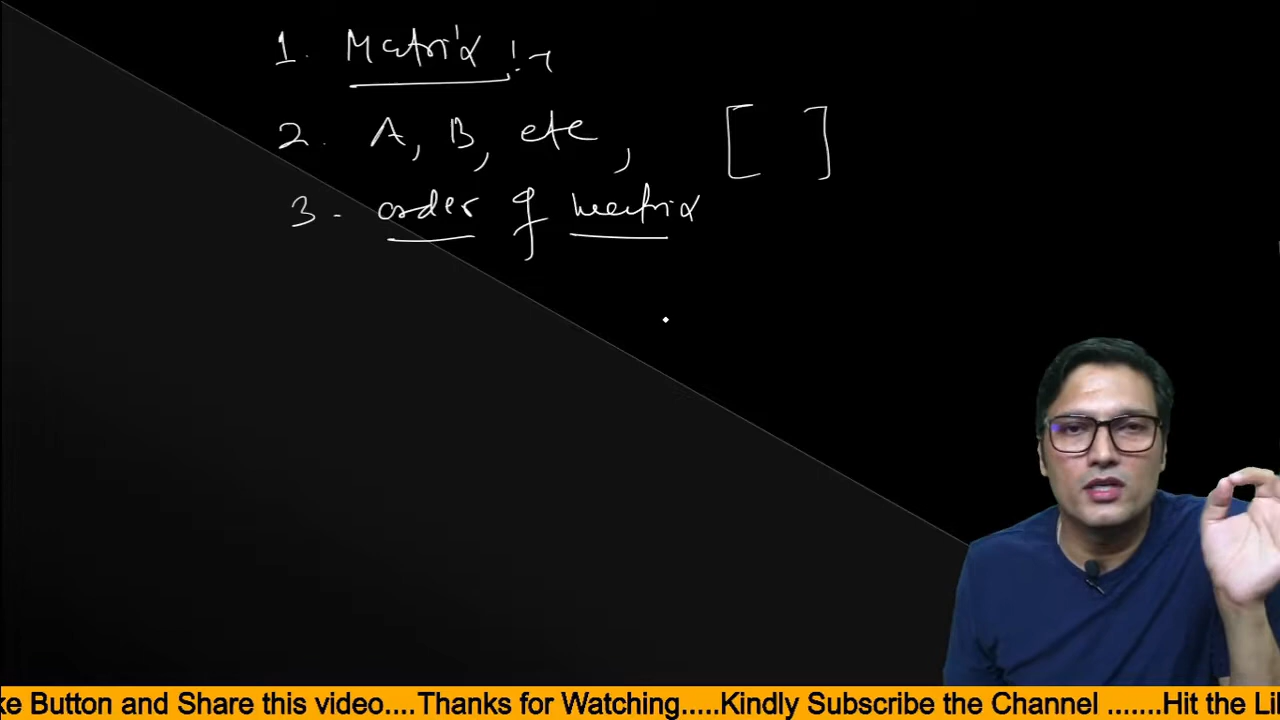 1. Matrix :-
2. A, B, etc, [ ]
3. order of matrix
ke Button and Share this video....Thanks for Watching.....Kindly Subscribe the Channel .......Hit the Li